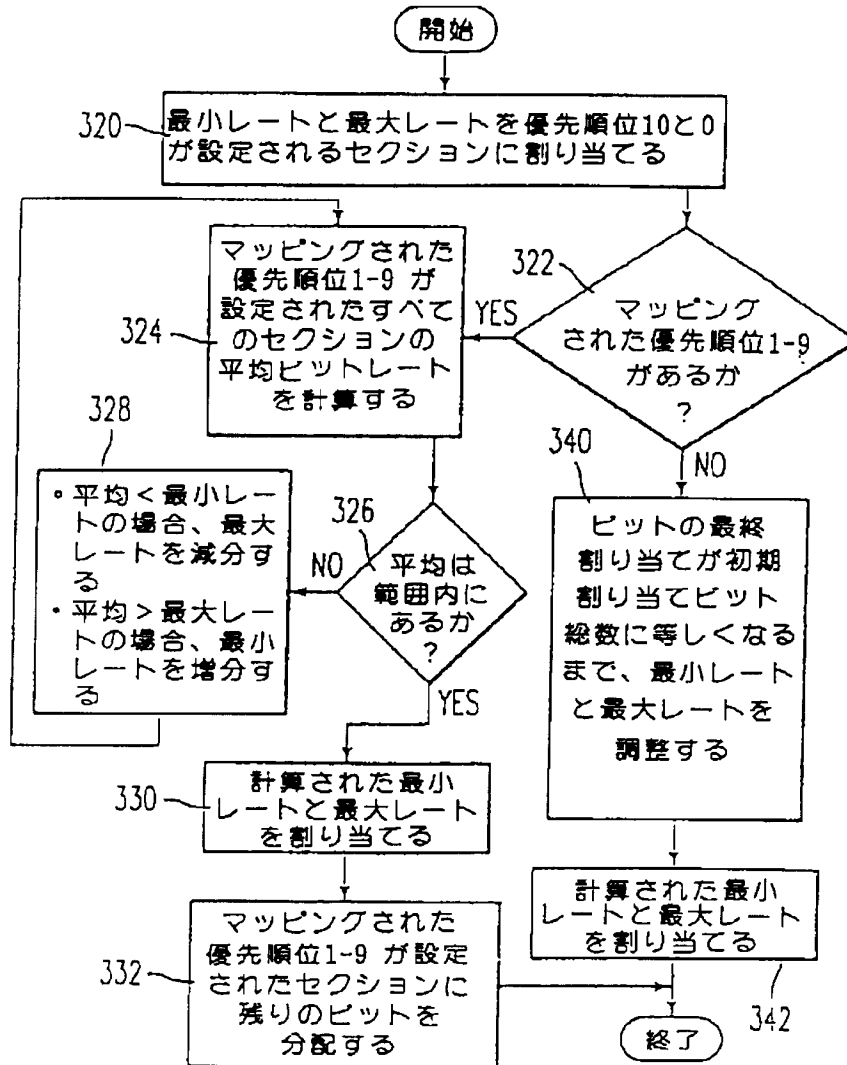 開始
320
最小レートと最大レートを優先順位10と0
が設定されるセクションに割り当てる
322
マッピング
された優先順位1-9
があるか
?
YES
NO
324
マッピングされた
優先順位1-9 が
設定されたすべて
のセクションの
平均ビットレート
を計算する
326
平均は
範囲内に
あるか
?
NO
YES
328
• 平均<最小レー
トの場合、最大
レートを減分す
る
• 平均>最大レー
トの場合、最小
レートを増分す
る
330
計算された最小
レートと最大レート
を割り当てる
332
マッピングされた
優先順位1-9 が設定
されたセクションに
残りのビットを
分配する
340
ビットの最終
割り当てが初期
割り当てビット
総数に等しくなる
まで、最小レート
と最大レートを
調整する
計算された最小
レートと最大レート
を割り当てる
342
終了